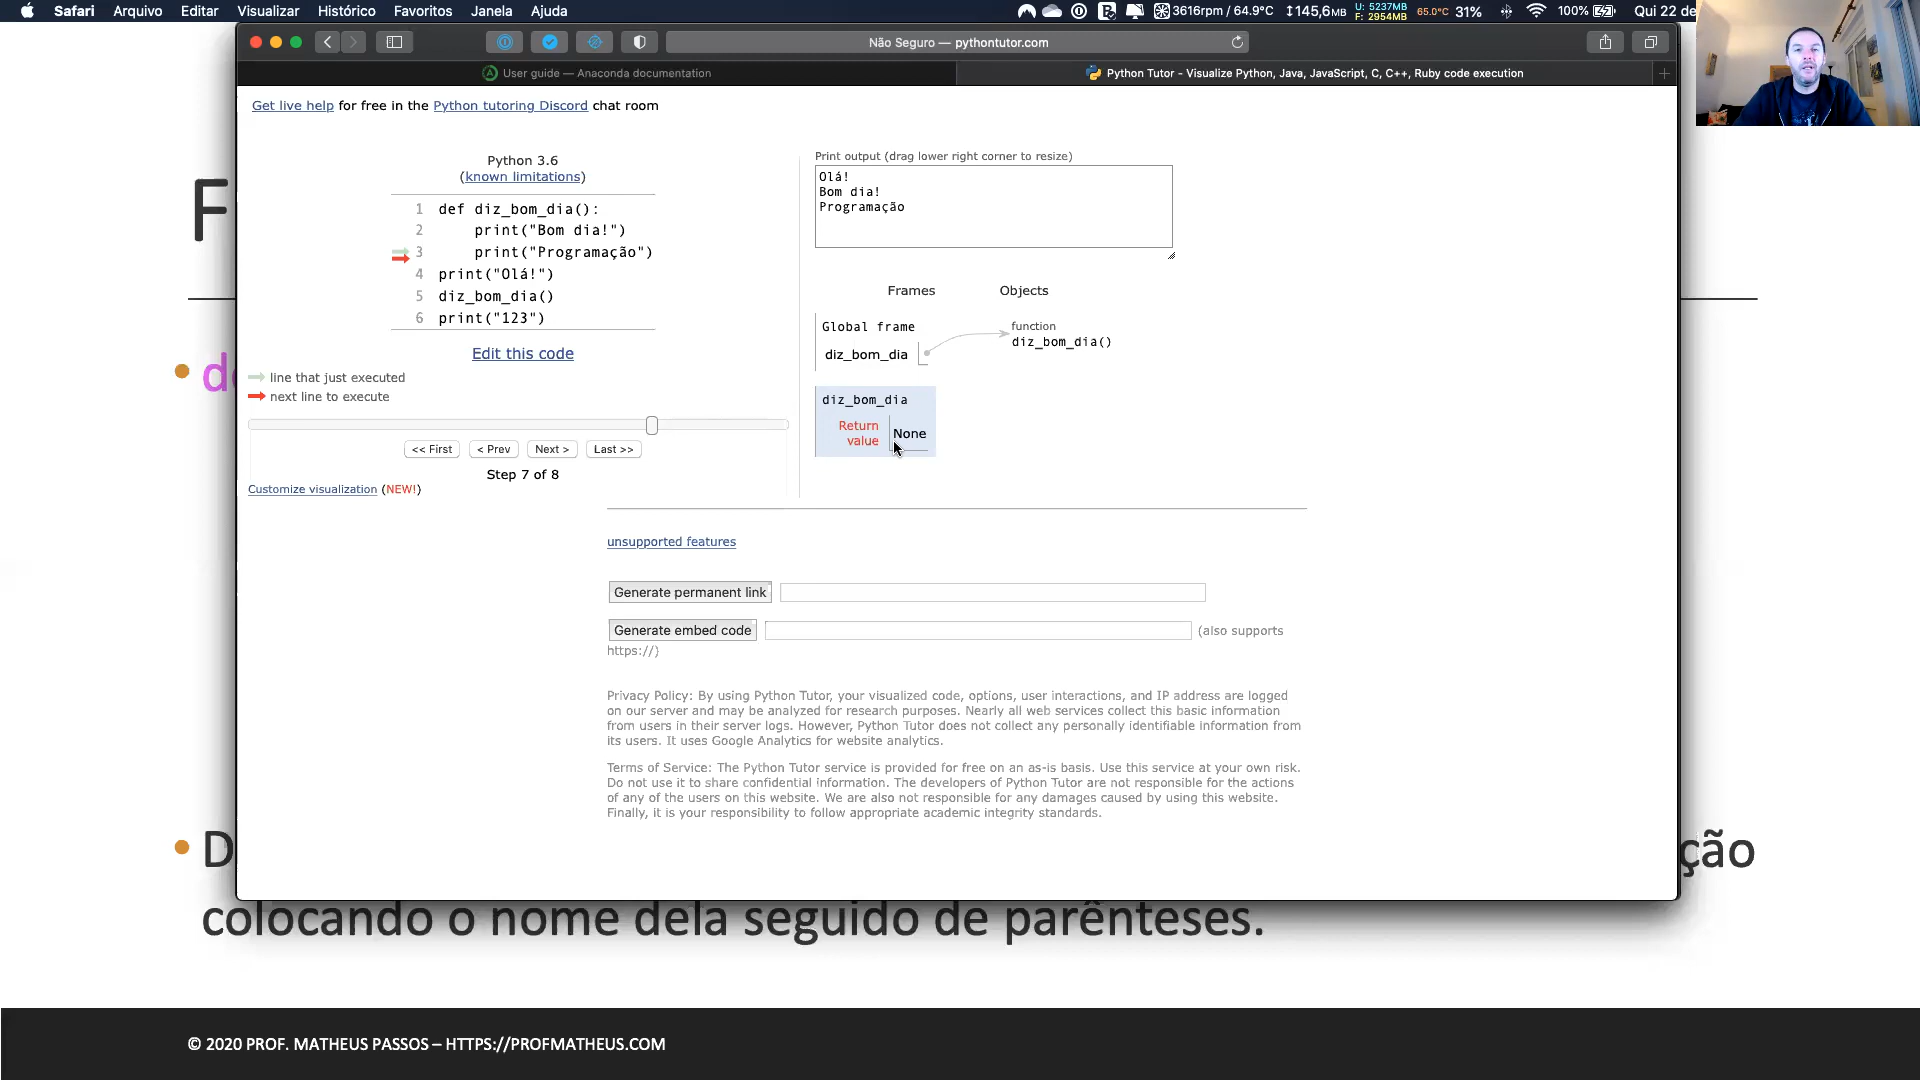 Safari Arquivo Editar Visualizar Histórico Favoritos Janela Ajuda 3616rpm / 64.9°C 145,6MB U: 5237MB F: 2954MB 65.0°C 31% 100% Qui 22 de
Não Seguro — pythontutor.com
User guide — Anaconda documentation
Python Tutor - Visualize Python, Java, JavaScript, C, C++, Ruby code execution
Get live help for free in the Python tutoring Discord chat room
Python 3.6
(known limitations)
1 def diz_bom_dia():
2 print("Bom dia!")
3 print("Programação")
4 print("Olá!")
5 diz_bom_dia()
6 print("123")
Edit this code
line that just executed
next line to execute
<< First < Prev Next > Last >>
Step 7 of 8
Customize visualization (NEW!)
Print output (drag lower right corner to resize)
Olá!
Bom dia!
Programação
Frames Objects
Global frame
diz_bom_dia
function
diz_bom_dia()
diz_bom_dia
Return
value
None
unsupported features
Generate permanent link
Generate embed code (also supports
https://)
Privacy Policy: By using Python Tutor, your visualized code, options, user interactions, and IP address are logged
on our server and may be analyzed for research purposes. Nearly all web services collect this basic information
from users in their server logs. However, Python Tutor does not collect any personally identifiable information from
its users. It uses Google Analytics for website analytics.
Terms of Service: The Python Tutor service is provided for free on an as-is basis. Use this service at your own risk.
Do not use it to share confidential information. The developers of Python Tutor are not responsible for the actions
of any of the users on this website. We are also not responsible for any damages caused by using this website.
Finally, it is your responsibility to follow appropriate academic integrity standards.
F
d
D ção
colocando o nome dela seguido de parênteses.
© 2020 PROF. MATHEUS PASSOS – HTTPS://PROFMATHEUS.COM